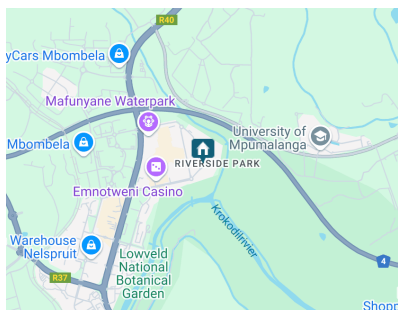 R40
yCars Mbombela
Mafunyane Waterpark
Mbombela
University of
Mpumalanga
RIVERSIDE PARK
Emnotweni Casino
Krokodilrivier
Warehouse
Nelspruit
Lowveld
National
Botanical
Garden
R37
4
Shopp